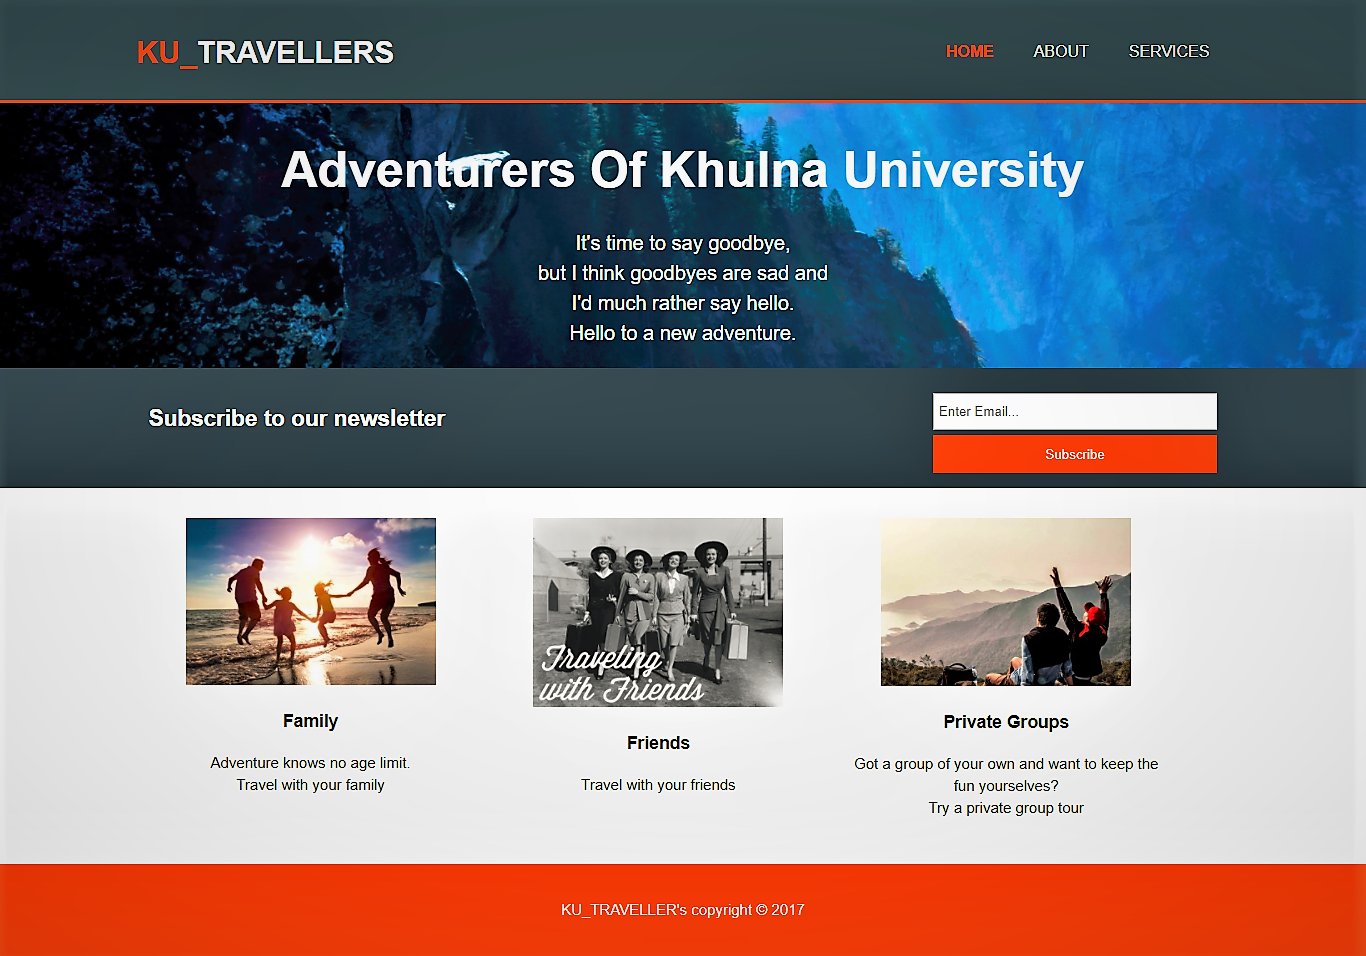 KU_TRAVELLERS
HOME ABOUT SERVICES
Adventurers Of Khulna University
It's time to say goodbye,
but I think goodbyes are sad and
I'd much rather say hello.
Hello to a new adventure.
Subscribe to our newsletter
Enter Email...
Subscribe
Traveling
with Friends
Family
Adventure knows no age limit.
Travel with your family
Friends
Travel with your friends
Private Groups
Got a group of your own and want to keep the
fun yourselves?
Try a private group tour
KU_TRAVELLER's copyright © 2017